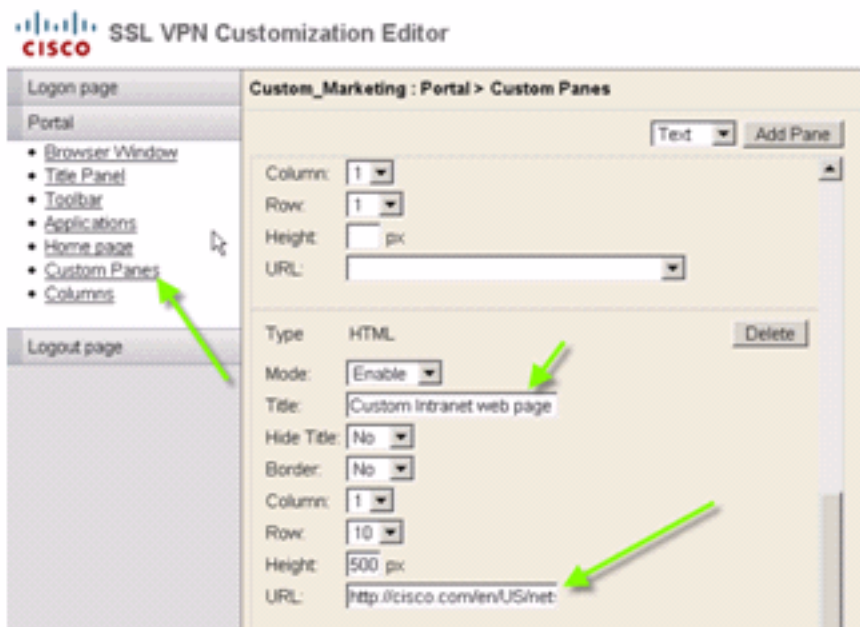 CISCO SSL VPN Customization Editor
Logon page
Portal
• Browser Window
• Title Panel
• Toolbar
• Applications
• Home page
• Custom Panes
• Columns
Logout page
Custom_Marketing : Portal > Custom Panes
Text Add Pane
Column: 1
Row: 1
Height: px
URL:
Type HTML Delete
Mode: Enable
Title: Custom Intranet web page
Hide Title: No
Border: No
Column: 1
Row: 10
Height: 500 px
URL: http://cisco.com/en/US/net